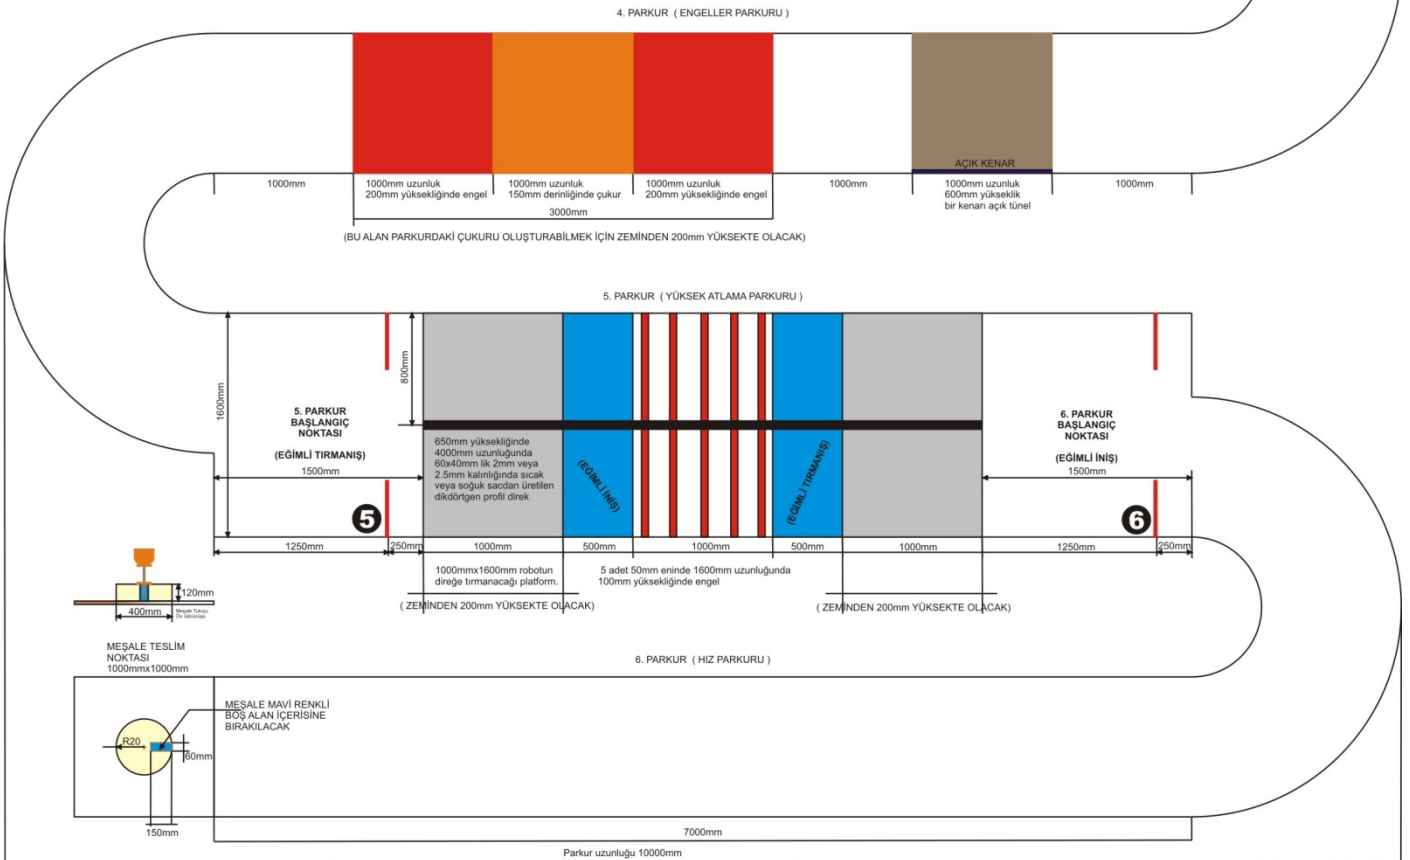 4. PARKUR ( ENGELLER PARKURU )
AÇIK KENAR
1000mm
1000mm uzunluk
200mm yüksekliğinde engel
1000mm uzunluk
150mm derinliğinde çukur
1000mm uzunluk
200mm yüksekliğinde engel
1000mm
1000mm uzunluk
600mm yükseklik
bir kenarı açık tünel
1000mm
3000mm
(BU ALAN PARKURDAKİ ÇUKURU OLUŞTURABİLMEK İÇİN ZEMİNDEN 200mm YÜKSEKTE OLACAK)
5. PARKUR ( YÜKSEK ATLAMA PARKURU )
1600mm
800mm
5. PARKUR
BAŞLANGIÇ
NOKTASI
(EĞİMLİ TIRMANIŞ)
1500mm
5
650mm yüksekliğinde
4000mm uzunluğunda
60x40mm lik 2mm veya
2.5mm kalınlığında sıcak
veya soğuk sacdan üretilen
dikdörtgen profil direk
(EĞİMLİ İNİŞ)
(EĞİMLİ TIRMANIŞ)
6. PARKUR
BAŞLANGIÇ
NOKTASI
(EĞİMLİ İNİŞ)
1500mm
6
1250mm
250mm
1000mm
500mm
1000mm
500mm
1000mm
1250mm
250mm
1000mmx1600mm robotun
direğe tırmanacağı platform.
5 adet 50mm eninde 1600mm uzunluğunda
100mm yüksekliğinde engel
( ZEMİNDEN 200mm YÜKSEKTE OLACAK)
( ZEMİNDEN 200mm YÜKSEKTE OLACAK)
120mm
400mm
Meşale Tutucu
Ön Görünüşü
MEŞALE TESLİM
NOKTASI
1000mmx1000mm
6. PARKUR ( HIZ PARKURU )
MEŞALE MAVİ RENKLİ
BOŞ ALAN İÇERİSİNE
BIRAKILACAK
R20
60mm
150mm
7000mm
Parkur uzunluğu 10000mm